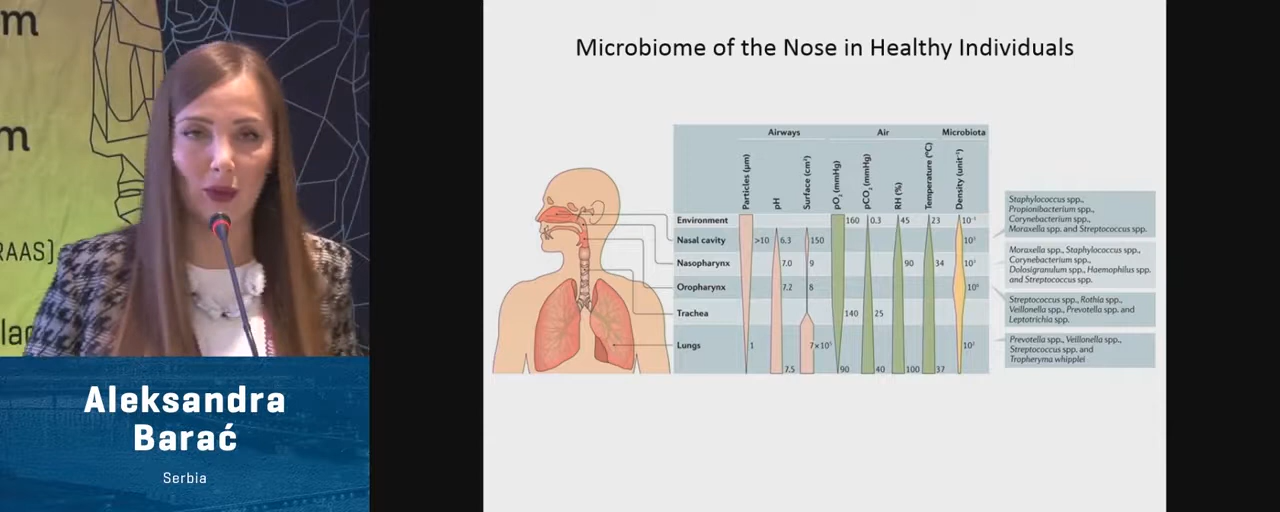 m
m
RAAS)
lac
Aleksandra
Barać
Serbia
Microbiome of the Nose in Healthy Individuals
Airways
Air
Microbiota
Particles (µm)
pH
Surface (cm²)
pO₂ (mmHg)
pCO₂ (mmHg)
RH (%)
Temperature (°C)
Density (unit⁻¹)
Environment 160 0.3 45 23
Nasal cavity >10 6.3 150 10³
Nasopharynx 7.0 9 90 34
Oropharynx 7.2 8
Trachea 140 25
Lungs 1 7×10⁵ 10²
7.5 90 40 100 37
Staphylococcus spp.,
Propionibacterium spp.,
Corynebacterium spp.,
Moraxella spp. and Streptococcus spp.
Moraxella spp., Staphylococcus spp.,
Corynebacterium spp.,
Dolosigranulum spp., Haemophilus spp.
and Streptococcus spp.
Streptococcus spp., Rothia spp.,
Veillonella spp., Prevotella spp. and
Leptotrichia spp.
Prevotella spp., Veillonella spp.,
Streptococcus spp. and
Tropheryma whipplei